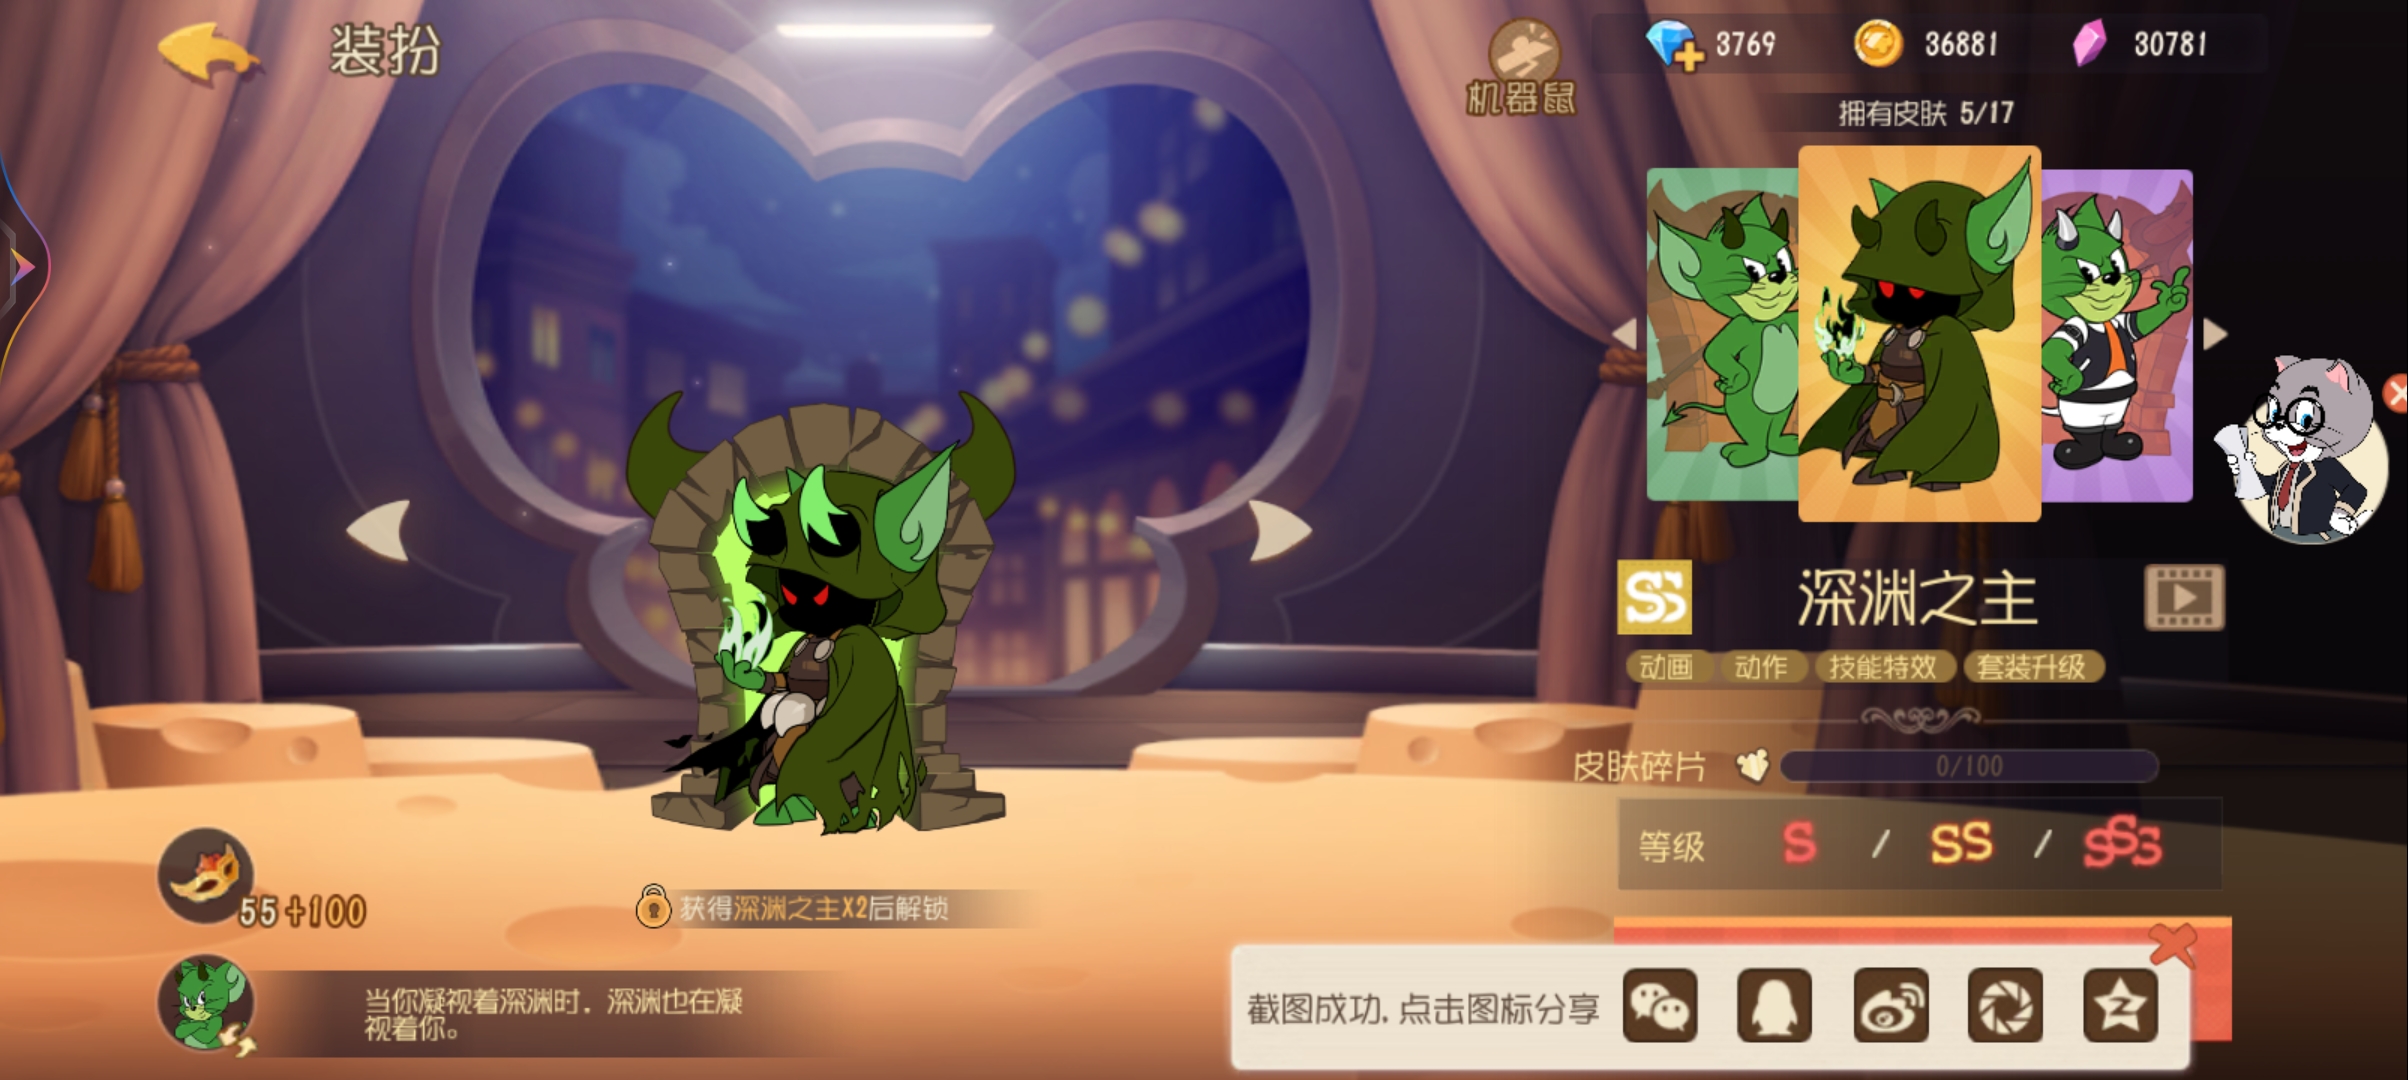 装扮
机器鼠
3769
36881
30781
拥有皮肤 5/17
SS
深渊之主
动画
动作
技能特效
套装升级
皮肤碎片
0/100
等级 S / SS / SSS
55+100
获得深渊之主X2后解锁
当你凝视着深渊时，深渊也在凝
视着你。
截图成功,点击图标分享